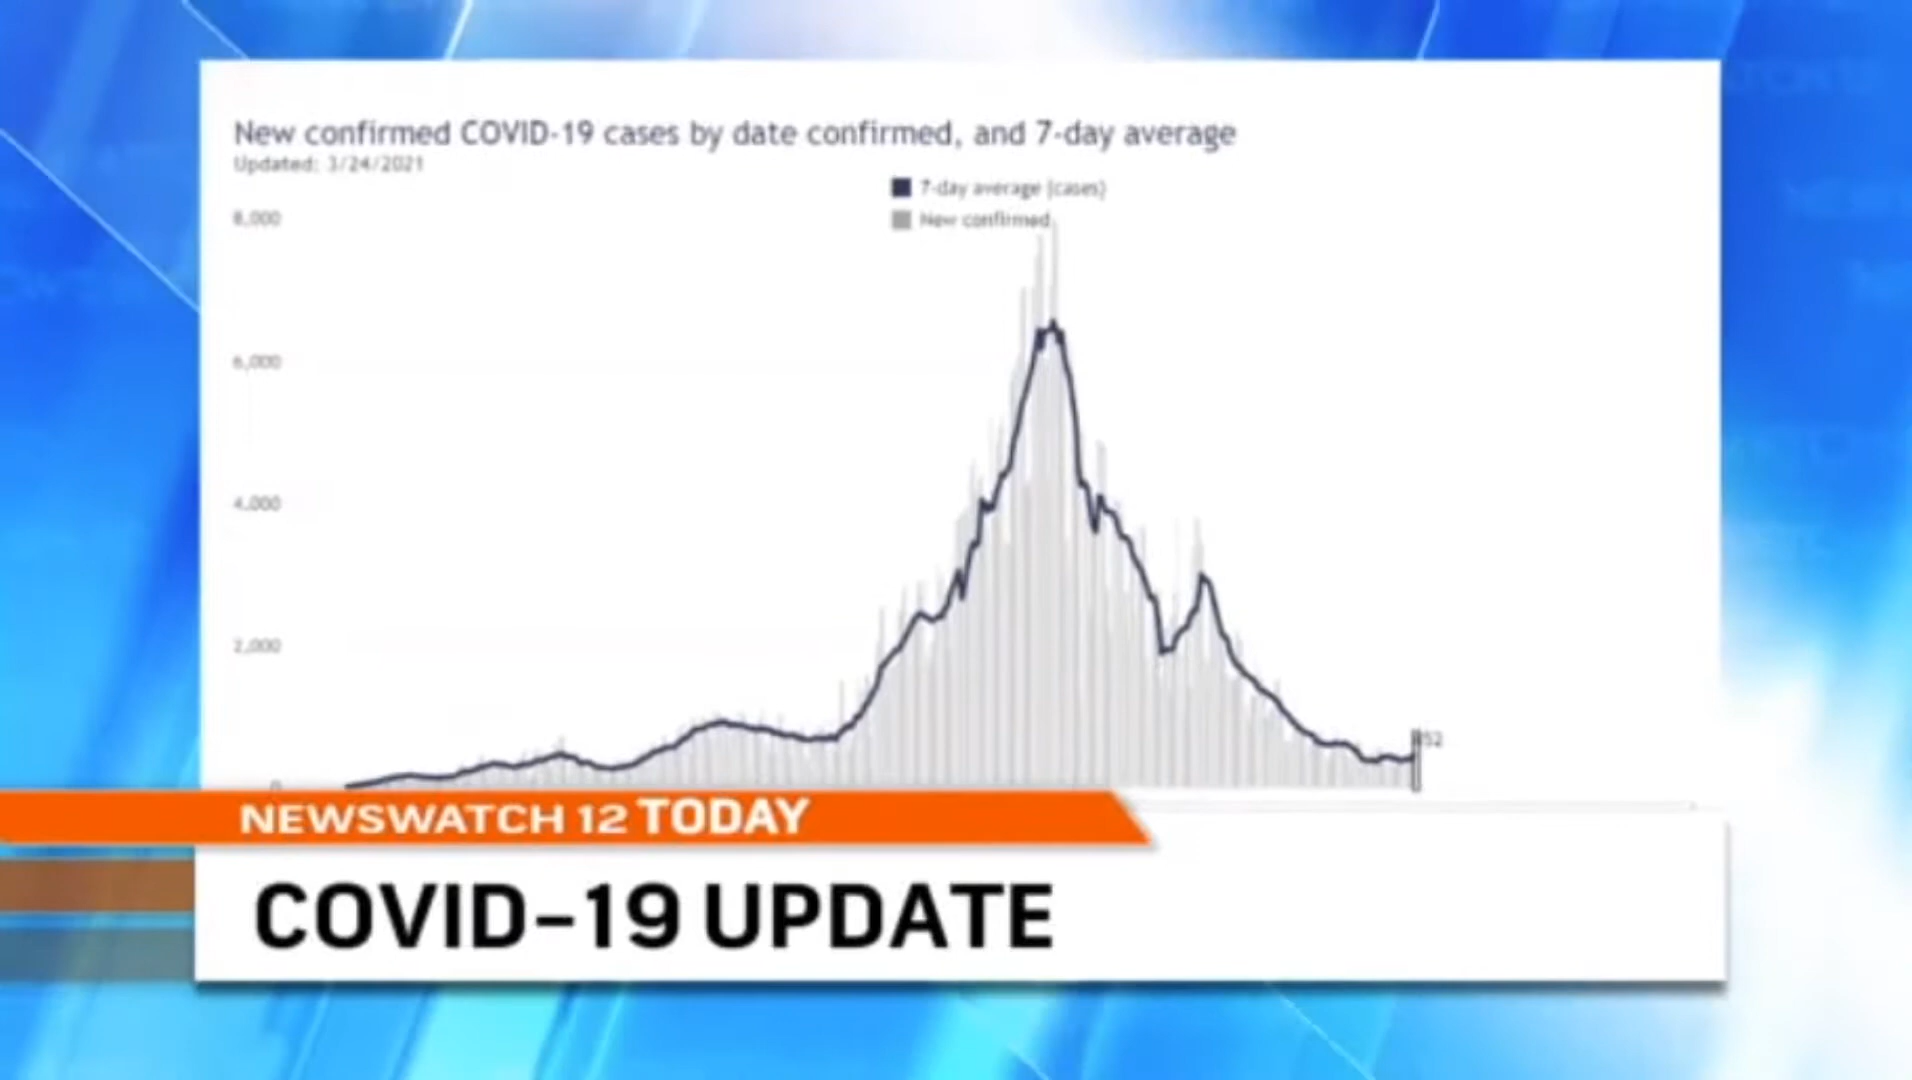 New confirmed COVID-19 cases by date confirmed, and 7-day average
Updated: 3/24/2021
7-day average (cases)
New confirmed
8,000
6,000
4,000
2,000
0
NEWSWATCH 12 TODAY
COVID-19 UPDATE